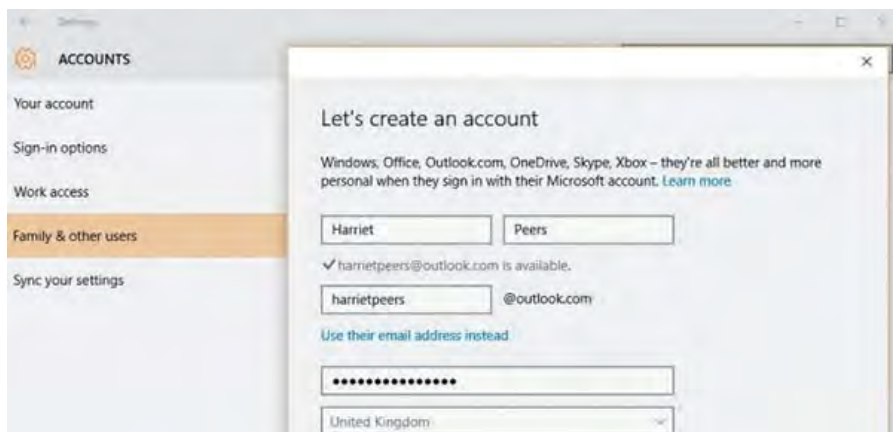 Settings
ACCOUNTS
Your account
Sign-in options
Work access
Family & other users
Sync your settings
Let's create an account
Windows, Office, Outlook.com, OneDrive, Skype, Xbox – they're all better and more
personal when they sign in with their Microsoft account. Learn more
Harriet
Peers
✓harrietpeers@outlook.com is available.
harrietpeers
@outlook.com
Use their email address instead
●●●●●●●●●●●●●●●
United Kingdom